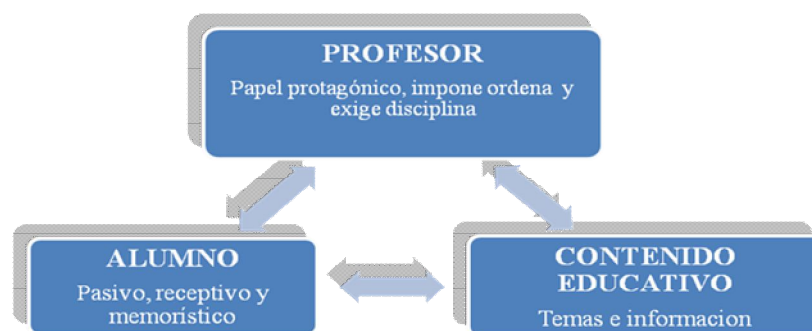 PROFESOR
Papel protagónico, impone ordena y
exige disciplina
ALUMNO
Pasivo, receptivo y
memorístico
CONTENIDO
EDUCATIVO
Temas e informacion